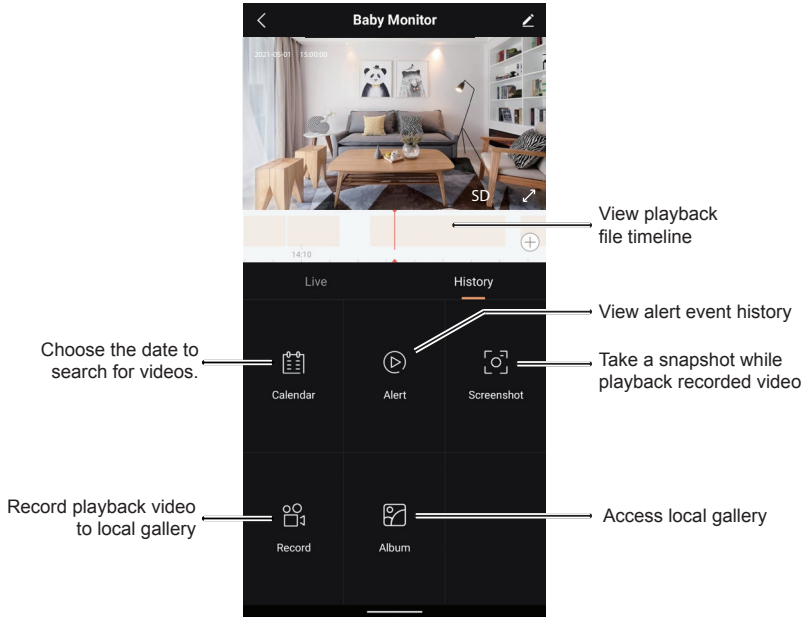 Baby Monitor
2021-05-01 15:00:00
SD
View playback
file timeline
14:10
Live
History
View alert event history
Choose the date to
search for videos.
Take a snapshot while
playback recorded video
Calendar
Alert
Screenshot
Record playback video
to local gallery
Access local gallery
Record
Album